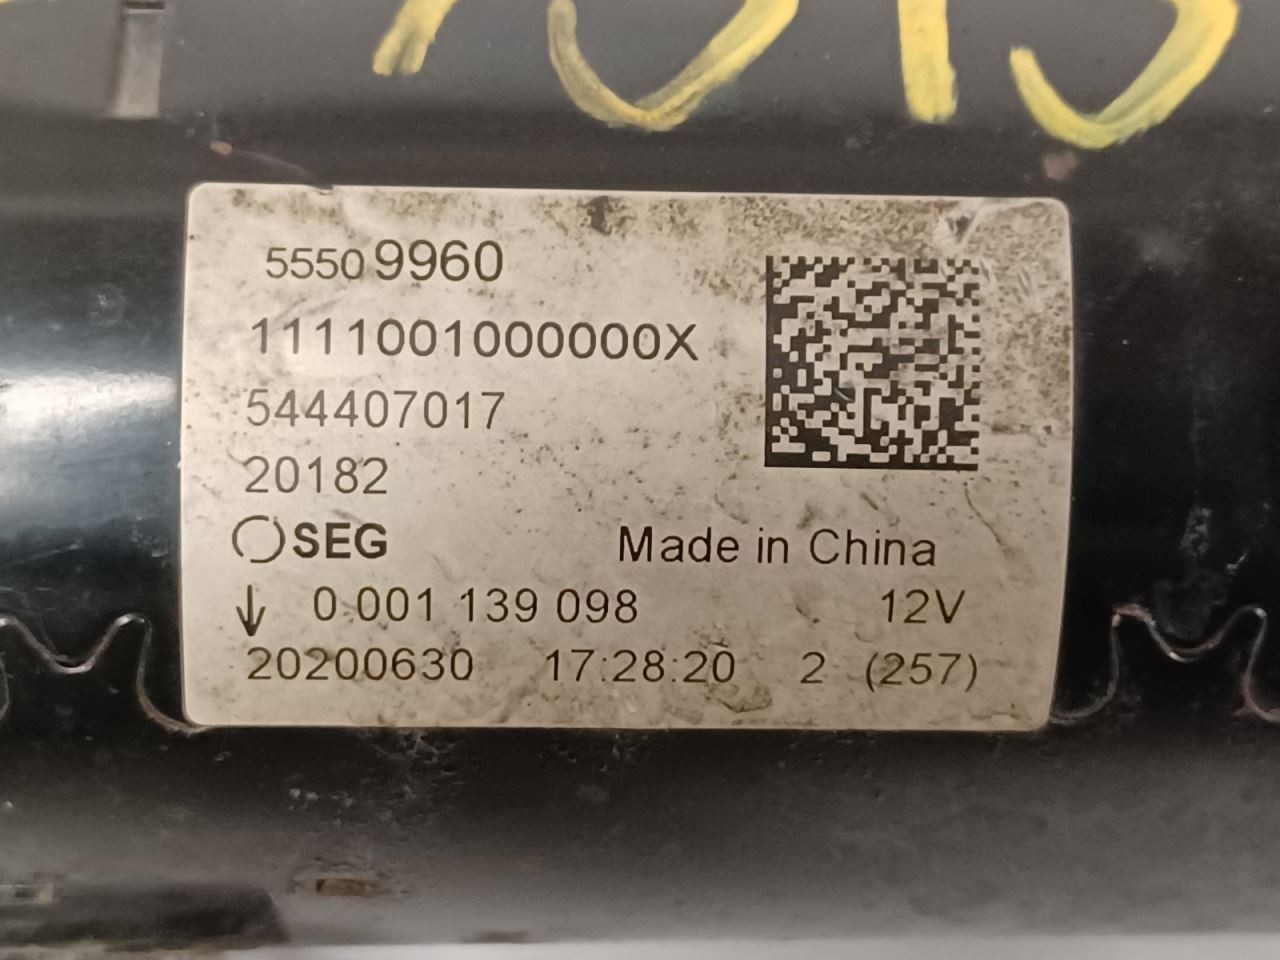 55509960
1111001000000X
544407017
20182
SEG Made in China
0 001 139 098 12V
20200630 17:28:20 2 (257)